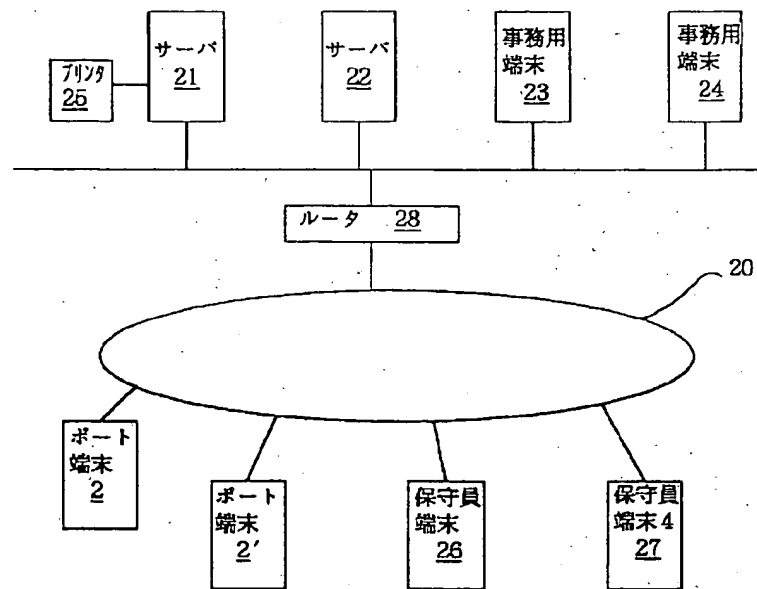 サーバ
21
サーバ
22
事務用
端末
23
事務用
端末
24
プリンタ
25
ルータ 28
20
ポート
端末
2
ポート
端末
2'
保守員
端末
26
保守員
端末4
27